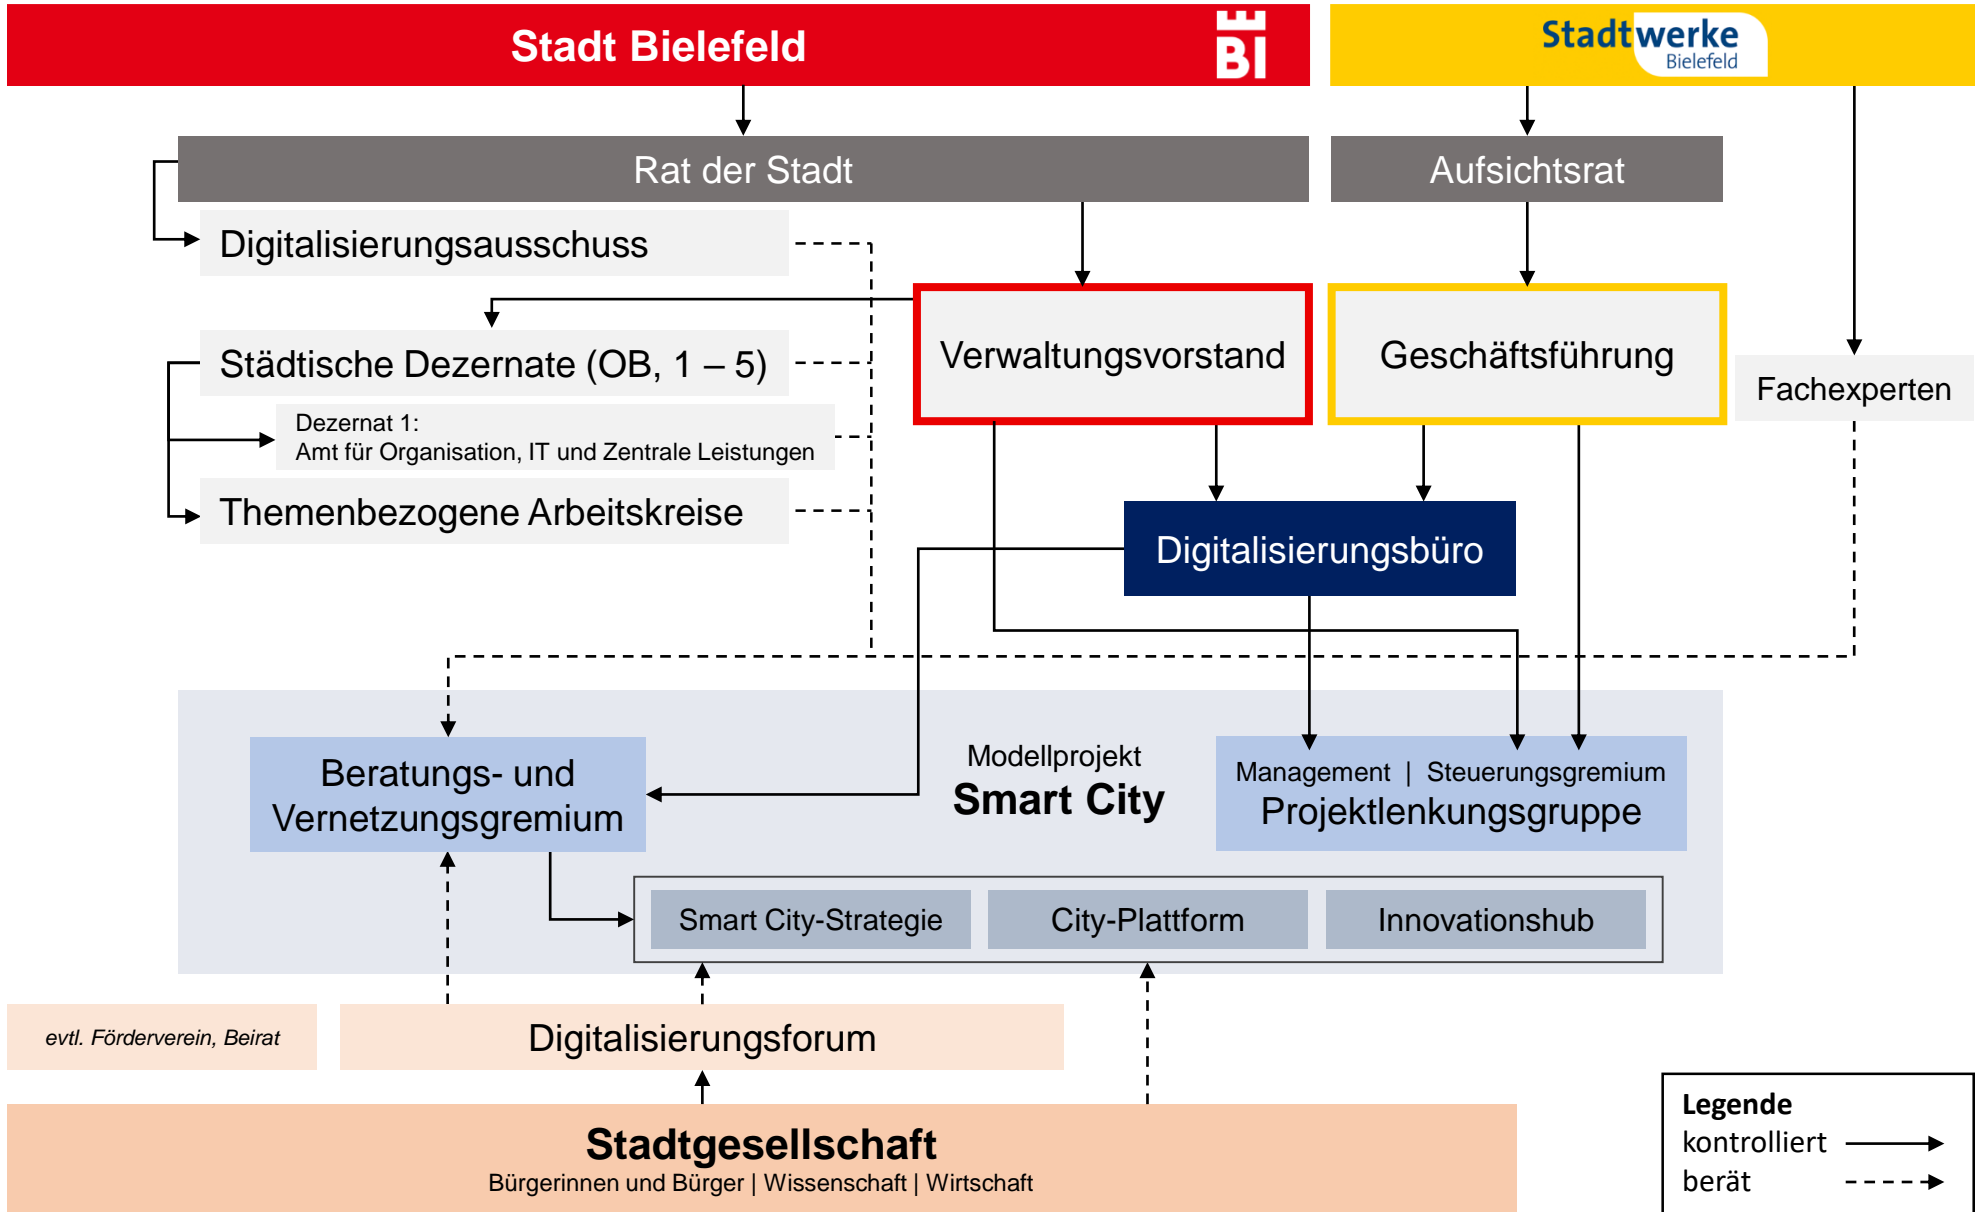 Stadt Bielefeld
BI
Stadtwerke
Bielefeld
Rat der Stadt
Aufsichtsrat
Digitalisierungsausschuss
Verwaltungsvorstand
Geschäftsführung
Städtische Dezernate (OB, 1 – 5)
Fachexperten
Dezernat 1:
Amt für Organisation, IT und Zentrale Leistungen
Themenbezogene Arbeitskreise
Digitalisierungsbüro
Beratungs- und
Vernetzungsgremium
Modellprojekt
Smart City
Management | Steuerungsgremium
Projektlenkungsgruppe
Smart City-Strategie
City-Plattform
Innovationshub
evtl. Förderverein, Beirat
Digitalisierungsforum
Stadtgesellschaft
Bürgerinnen und Bürger | Wissenschaft | Wirtschaft
Legende
kontrolliert
berät